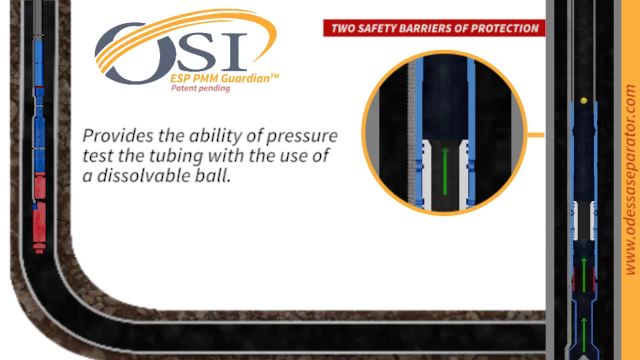 TWO SAFETY BARRIERS OF PROTECTION
OSI
ESP PMM Guardian™
Patent pending
Provides the ability of pressure
test the tubing with the use of
a dissolvable ball.
www.odessaseparator.com